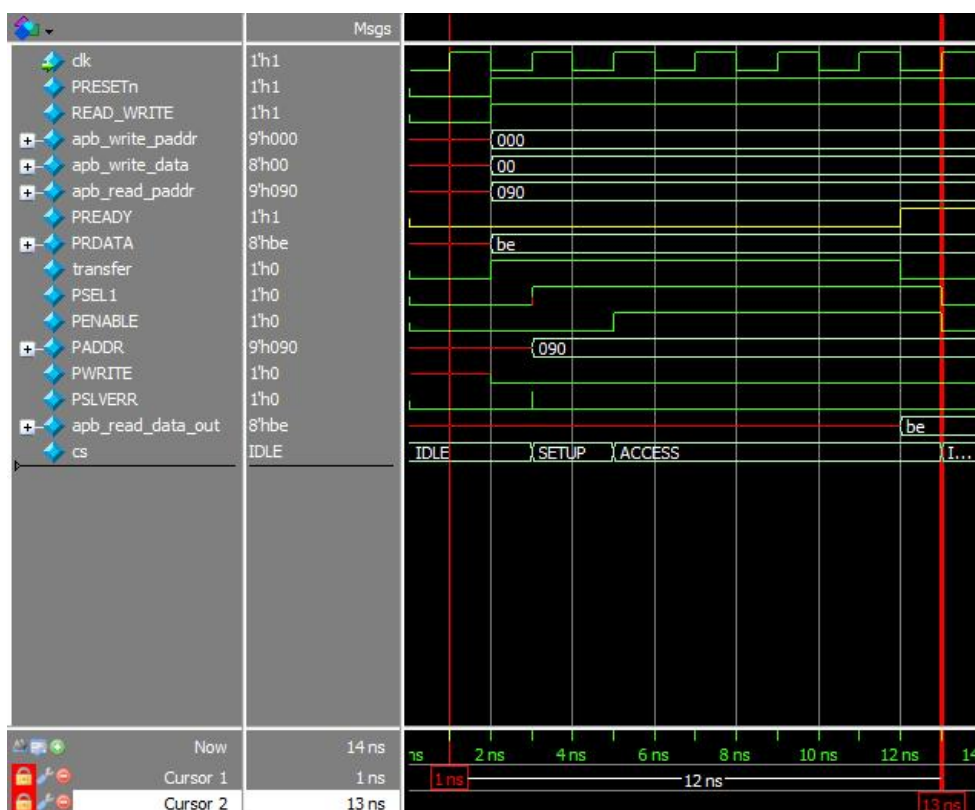 Msgs
clk 1'h1
PRESETn 1'h1
READ_WRITE 1'h1
apb_write_paddr 9'h000 000
apb_write_data 8'h00 00
apb_read_paddr 9'h090 090
PREADY 1'h1
PRDATA 8'hbe be
transfer 1'h0
PSEL1 1'h0
PENABLE 1'h0
PADDR 9'h090 090
PWRITE 1'h0
PSLVERR 1'h0
apb_read_data_out 8'hbe be
cs IDLE IDLE SETUP ACCESS I...
Now 14 ns ns 2 ns 4 ns 6 ns 8 ns 10 ns 12 ns 14
Cursor 1 1 ns 1 ns 12 ns
Cursor 2 13 ns 13 ns